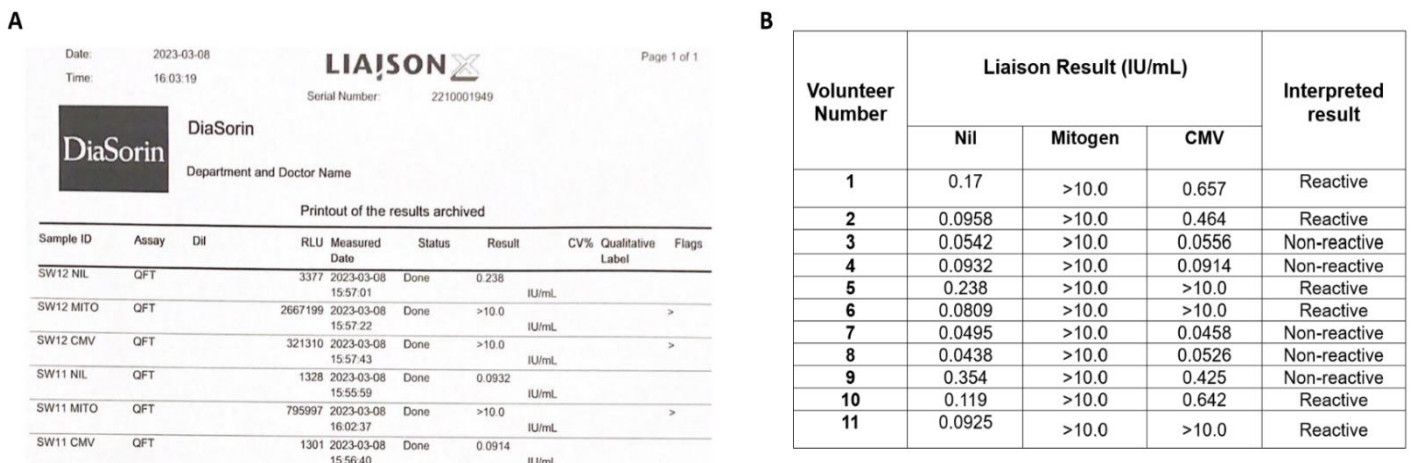 A
Date: 2023-03-08 LIAISON X Page 1 of 1
Time: 16:03:19
Serial Number: 2210001949
DiaSorin
DiaSorin
Department and Doctor Name
Printout of the results archived
Sample ID Assay Dil RLU Measured Date Status Result CV% Qualitative Label Flags
SW12 NIL QFT 3377 2023-03-08 Done 0.238
15:57:01 IU/mL
SW12 MITO QFT 2667199 2023-03-08 Done >10.0 >
15:57:22 IU/mL
SW12 CMV QFT 321310 2023-03-08 Done >10.0 >
15:57:43 IU/mL
SW11 NIL QFT 1328 2023-03-08 Done 0.0932
15:55:59 IU/mL
SW11 MITO QFT 795997 2023-03-08 Done >10.0 >
16:02:37 IU/mL
SW11 CMV QFT 1301 2023-03-08 Done 0.0914
15:56:40 IU/mL
B
Volunteer Number Liaison Result (IU/mL) Interpreted result
Nil Mitogen CMV
1 0.17 >10.0 0.657 Reactive
2 0.0958 >10.0 0.464 Reactive
3 0.0542 >10.0 0.0556 Non-reactive
4 0.0932 >10.0 0.0914 Non-reactive
5 0.238 >10.0 >10.0 Reactive
6 0.0809 >10.0 >10.0 Reactive
7 0.0495 >10.0 0.0458 Non-reactive
8 0.0438 >10.0 0.0526 Non-reactive
9 0.354 >10.0 0.425 Non-reactive
10 0.119 >10.0 0.642 Reactive
11 0.0925 >10.0 >10.0 Reactive